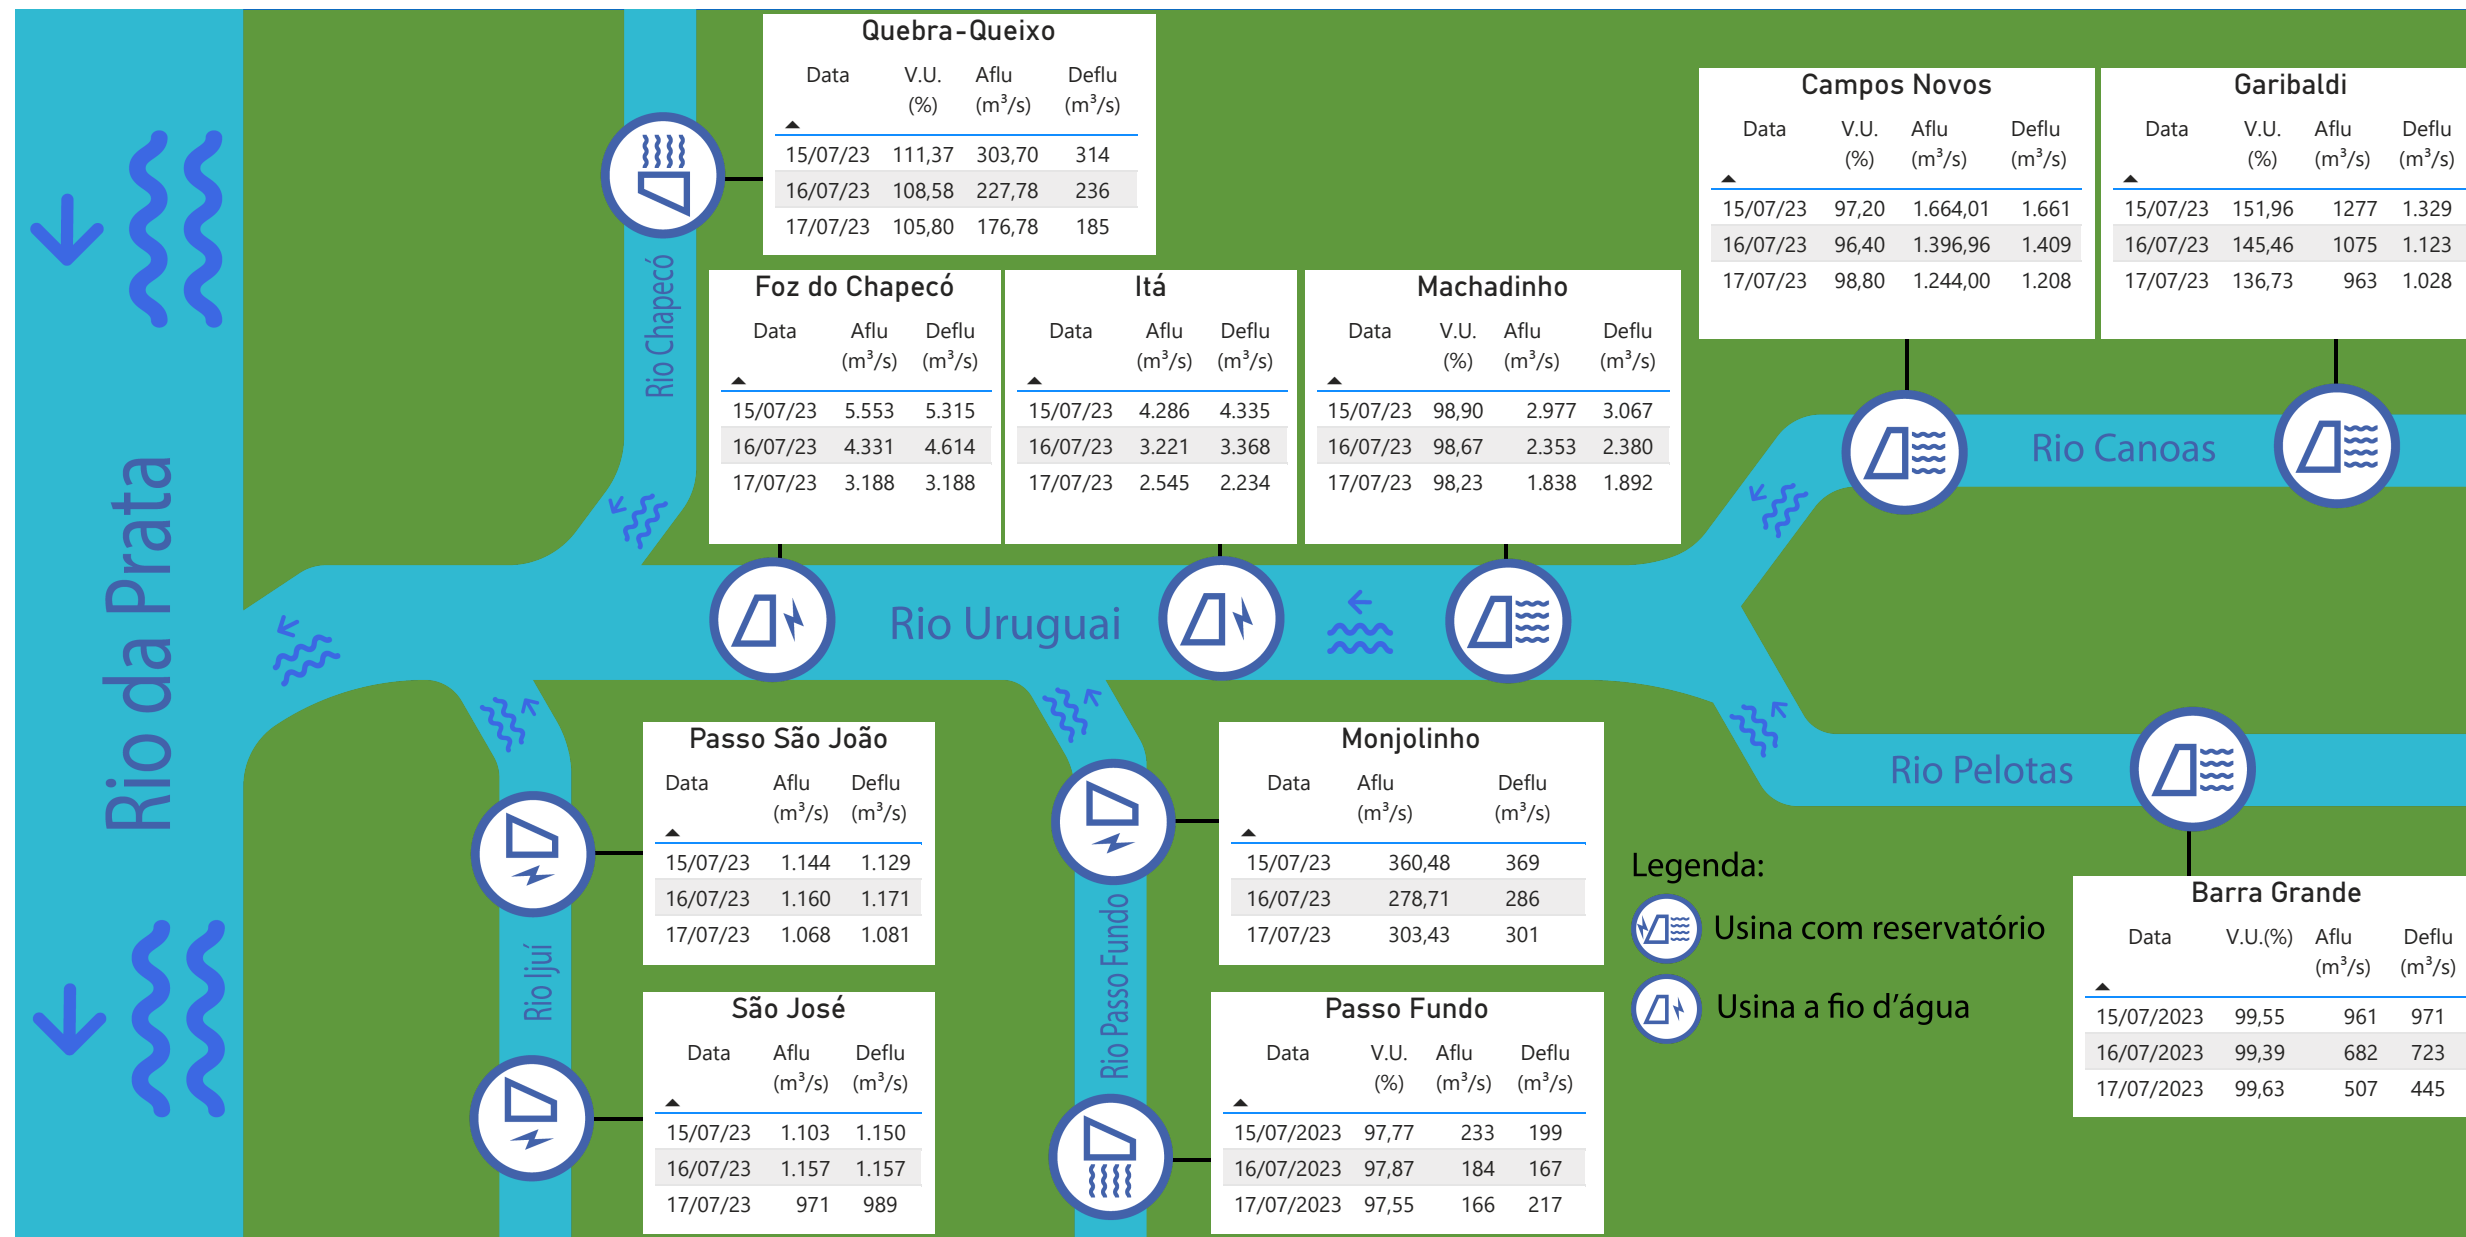 Quebra-Queixo
Data V.U. Aflu Deflu
(%) (m³/s) (m³/s)
15/07/23 111,37 303,70 314
16/07/23 108,58 227,78 236
17/07/23 105,80 176,78 185
Campos Novos
Data V.U. Aflu Deflu
(%) (m³/s) (m³/s)
15/07/23 97,20 1.664,01 1.661
16/07/23 96,40 1.396,96 1.409
17/07/23 98,80 1.244,00 1.208
Garibaldi
Data V.U. Aflu Deflu
(%) (m³/s) (m³/s)
15/07/23 151,96 1277 1.329
16/07/23 145,46 1075 1.123
17/07/23 136,73 963 1.028
Rio Chapecó
Foz do Chapecó
Data Aflu Deflu
(m³/s) (m³/s)
15/07/23 5.553 5.315
16/07/23 4.331 4.614
17/07/23 3.188 3.188
Itá
Data Aflu Deflu
(m³/s) (m³/s)
15/07/23 4.286 4.335
16/07/23 3.221 3.368
17/07/23 2.545 2.234
Machadinho
Data V.U. Aflu Deflu
(%) (m³/s) (m³/s)
15/07/23 98,90 2.977 3.067
16/07/23 98,67 2.353 2.380
17/07/23 98,23 1.838 1.892
Rio Canoas
Rio da Prata
Rio Uruguai
Rio Pelotas
Passo São João
Data Aflu Deflu
(m³/s) (m³/s)
15/07/23 1.144 1.129
16/07/23 1.160 1.171
17/07/23 1.068 1.081
Monjolinho
Data Aflu Deflu
(m³/s) (m³/s)
15/07/23 360,48 369
16/07/23 278,71 286
17/07/23 303,43 301
Legenda:
Usina com reservatório
Usina a fio d’água
Barra Grande
Data V.U.(%) Aflu Deflu
(m³/s) (m³/s)
15/07/2023 99,55 961 971
16/07/2023 99,39 682 723
17/07/2023 99,63 507 445
Rio Ijuí
Rio Passo Fundo
São José
Data Aflu Deflu
(m³/s) (m³/s)
15/07/23 1.103 1.150
16/07/23 1.157 1.157
17/07/23 971 989
Passo Fundo
Data V.U. Aflu Deflu
(%) (m³/s) (m³/s)
15/07/2023 97,77 233 199
16/07/2023 97,87 184 167
17/07/2023 97,55 166 217